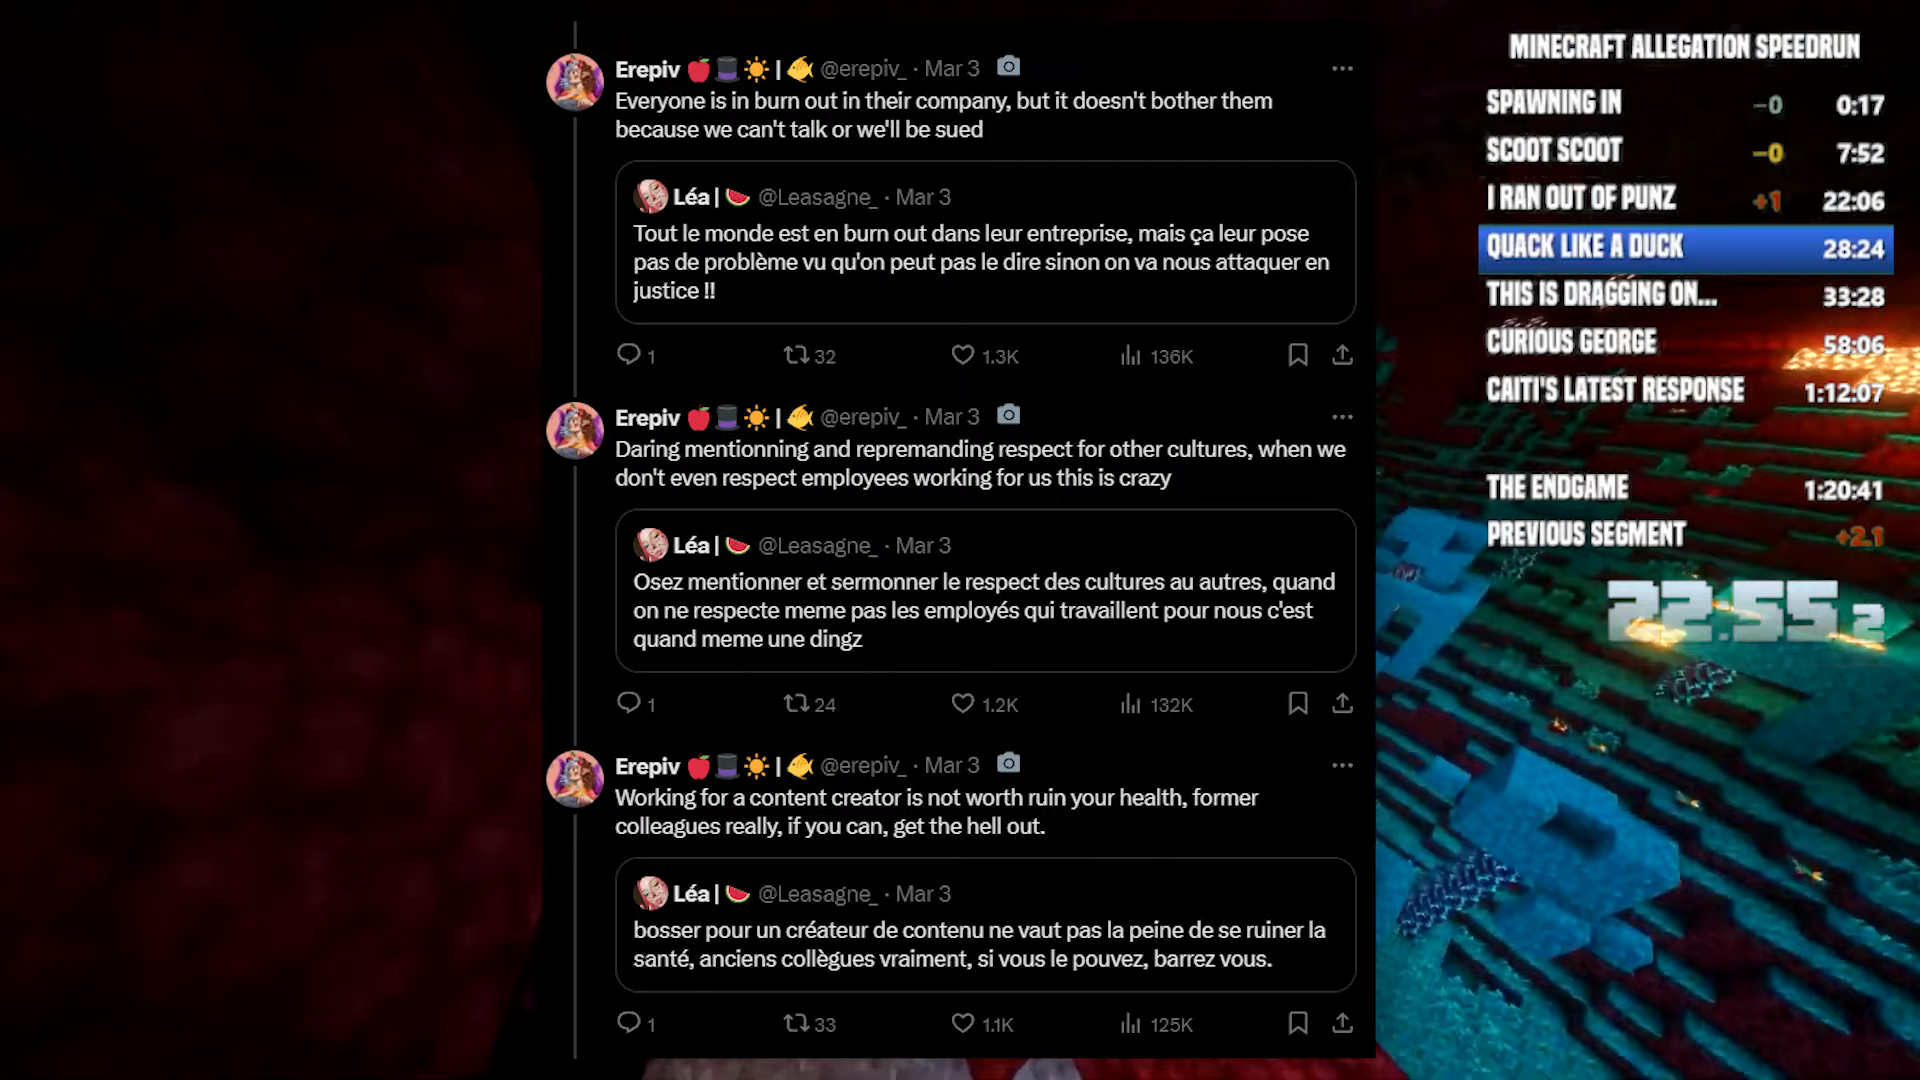 Erepiv 🍎🎩☀️ | 🐠 @erepiv_ · Mar 3
Everyone is in burn out in their company, but it doesn't bother them
because we can't talk or we'll be sued
Léa | 🍉 @Leasagne_ · Mar 3
Tout le monde est en burn out dans leur entreprise, mais ça leur pose
pas de problème vu qu'on peut pas le dire sinon on va nous attaquer en
justice !!
1 32 1.3K 136K
Erepiv 🍎🎩☀️ | 🐠 @erepiv_ · Mar 3
Daring mentionning and repremanding respect for other cultures, when we
don't even respect employees working for us this is crazy
Léa | 🍉 @Leasagne_ · Mar 3
Osez mentionner et sermonner le respect des cultures au autres, quand
on ne respecte meme pas les employés qui travaillent pour nous c'est
quand meme une dingz
1 24 1.2K 132K
Erepiv 🍎🎩☀️ | 🐠 @erepiv_ · Mar 3
Working for a content creator is not worth ruin your health, former
colleagues really, if you can, get the hell out.
Léa | 🍉 @Leasagne_ · Mar 3
bosser pour un créateur de contenu ne vaut pas la peine de se ruiner la
santé, anciens collègues vraiment, si vous le pouvez, barrez vous.
1 33 1.1K 125K
MINECRAFT ALLEGATION SPEEDRUN
SPAWNING IN -0 0:17
SCOOT SCOOT -0 7:52
I RAN OUT OF PUNZ +1 22:06
QUACK LIKE A DUCK 28:24
THIS IS DRAGGING ON... 33:28
CURIOUS GEORGE 58:06
CAITI'S LATEST RESPONSE 1:12:07
THE ENDGAME 1:20:41
PREVIOUS SEGMENT +2.1
22:55 2